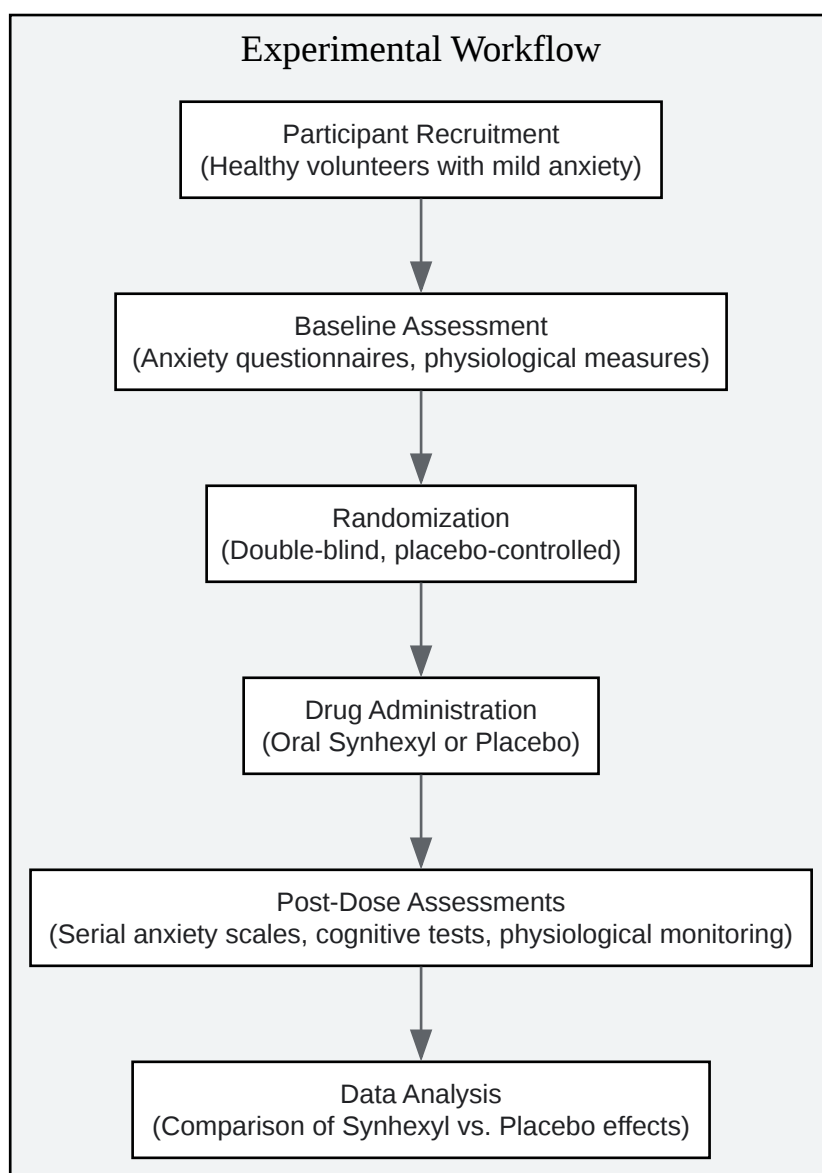 Experimental Workflow
Participant Recruitment
(Healthy volunteers with mild anxiety)
Baseline Assessment
(Anxiety questionnaires, physiological measures)
Randomization
(Double-blind, placebo-controlled)
Drug Administration
(Oral Synhexyl or Placebo)
Post-Dose Assessments
(Serial anxiety scales, cognitive tests, physiological monitoring)
Data Analysis
(Comparison of Synhexyl vs. Placebo effects)